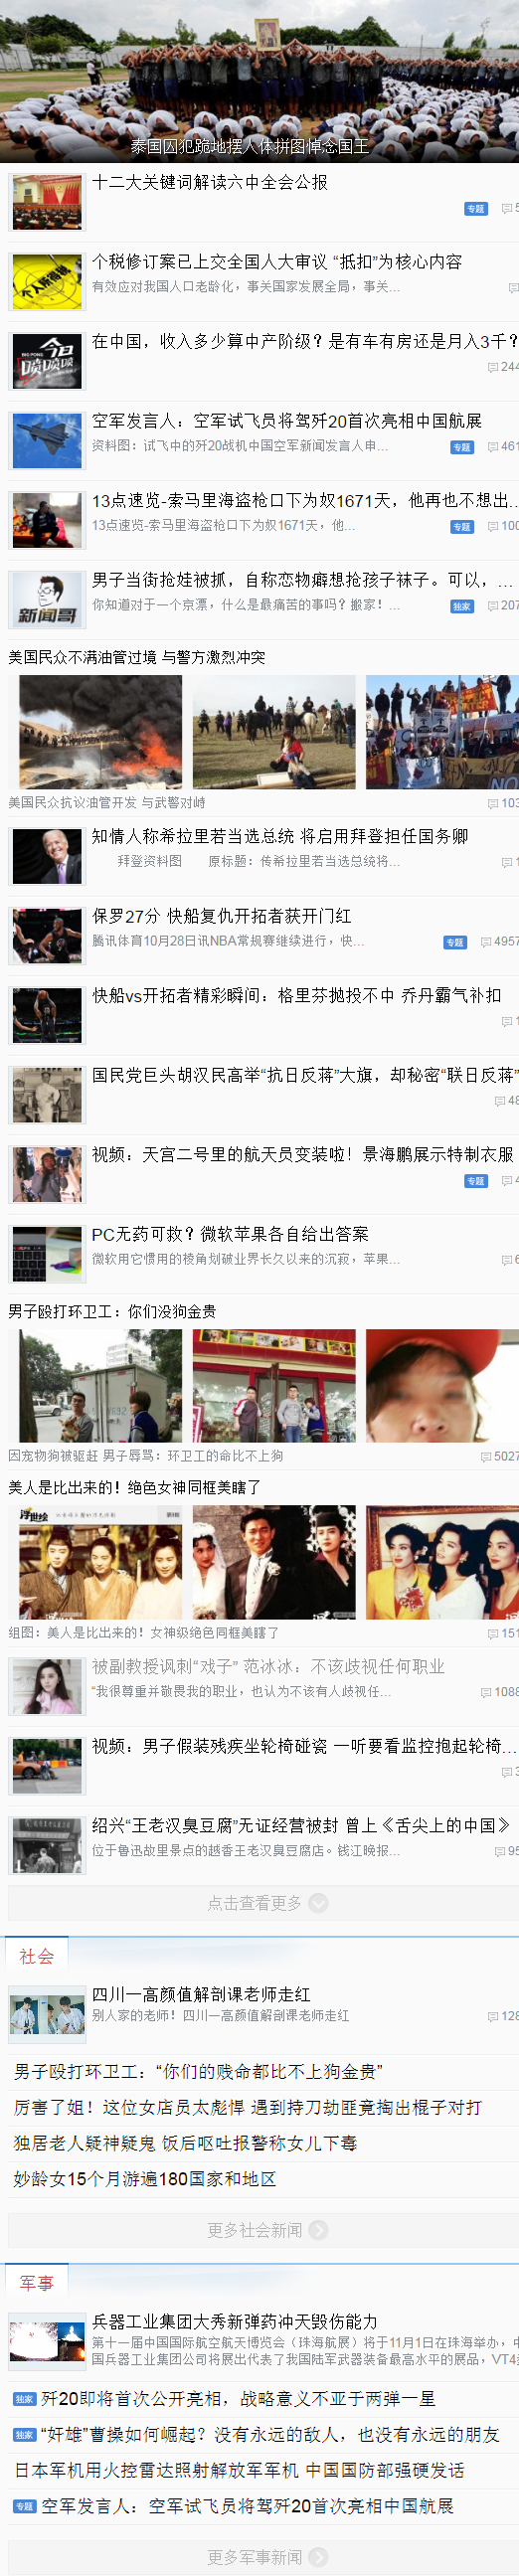 泰国囚犯跪地摆人体拼图悼念国王
十二大关键词解读六中全会公报
专题 5
个税修订案已上交全国人大审议 “抵扣”为核心内容
有效应对我国人口老龄化，事关国家发展全局，事关...
在中国，收入多少算中产阶级？是有车有房还是月入3千？
244
空军发言人：空军试飞员将驾歼20首次亮相中国航展
资料图：试飞中的歼20战机中国空军新闻发言人申... 专题 461
13点速览-索马里海盗枪口下为奴1671天，他再也不想出...
13点速览-索马里海盗枪口下为奴1671天，他... 专题 100
男子当街抢娃被抓，自称恋物癖想抢孩子袜子。可以，...
你知道对于一个京漂，什么是最痛苦的事吗？搬家！... 独家 207
新闻哥
美国民众不满油管过境 与警方激烈冲突
美国民众抗议油管开发 与武警对峙 103
知情人称希拉里若当选总统 将启用拜登担任国务卿
拜登资料图 原标题：传希拉里若当选总统将... 1
保罗27分 快船复仇开拓者获开门红
腾讯体育10月28日讯NBA常规赛继续进行，快... 专题 4957
快船vs开拓者精彩瞬间：格里芬抛投不中 乔丹霸气补扣
1
国民党巨头胡汉民高举“抗日反蒋”大旗，却秘密“联日反蒋”
48
视频：天宫二号里的航天员变装啦！景海鹏展示特制衣服
专题 4
PC无药可救？微软苹果各自给出答案
微软用它惯用的棱角划破业界长久以来的沉寂，苹果... 6
男子殴打环卫工：你们没狗金贵
因宠物狗被驱赶 男子辱骂：环卫工的命比不上狗 5027
美人是比出来的！绝色女神同框美瞎了
组图：美人是比出来的！女神级绝色同框美瞎了 151
被副教授讽刺“戏子” 范冰冰：不该歧视任何职业
“我很尊重并敬畏我的职业，也认为不该有人歧视任... 1088
视频：男子假装残疾坐轮椅碰瓷 一听要看监控抱起轮椅...
3
绍兴“王老汉臭豆腐”无证经营被封 曾上《舌尖上的中国》
位于鲁迅故里景点的越香王老汉臭豆腐店。钱江晚报... 95
点击查看更多
社会
四川一高颜值解剖课老师走红
别人家的老师！四川一高颜值解剖课老师走红 128
男子殴打环卫工：“你们的贱命都比不上狗金贵”
厉害了姐！这位女店员太彪悍 遇到持刀劫匪竟掏出棍子对打
独居老人疑神疑鬼 饭后呕吐报警称女儿下毒
妙龄女15个月游遍180国家和地区
更多社会新闻
军事
兵器工业集团大秀新弹药冲天毁伤能力
第十一届中国国际航空航天博览会（珠海航展）将于11月1日在珠海举办，中
国兵器工业集团公司将展出代表了我国陆军武器装备最高水平的展品，VT4
独家 歼20即将首次公开亮相，战略意义不亚于两弹一星
独家 “奸雄”曹操如何崛起？没有永远的敌人，也没有永远的朋友
日本军机用火控雷达照射解放军军机 中国国防部强硬发话
专题 空军发言人：空军试飞员将驾歼20首次亮相中国航展
更多军事新闻